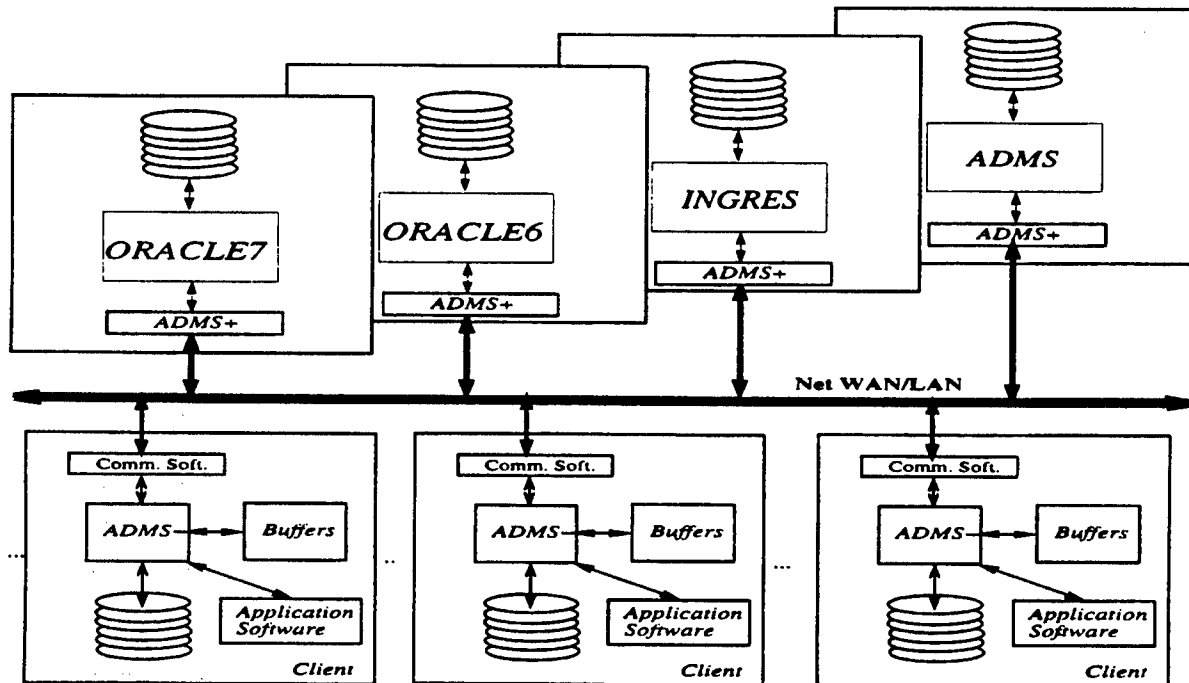 ORACLE7
ADMS+
ORACLE6
ADMS+
INGRES
ADMS+
ADMS
ADMS+
Net WAN/LAN
Comm. Soft.
ADMS
Buffers
Application
Software
Client
...
Comm. Soft.
ADMS
Buffers
Application
Software
Client
..
Comm. Soft.
ADMS
Buffers
Application
Software
Client
...